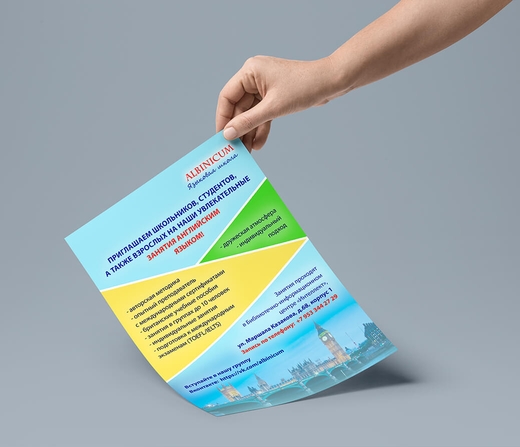 ALBINICUM
Языковая школа
ПРИГЛАШАЕМ ШКОЛЬНИКОВ, СТУДЕНТОВ,
А ТАКЖЕ ВЗРОСЛЫХ НА НАШИ УВЛЕКАТЕЛЬНЫЕ
ЗАНЯТИЯ АНГЛИЙСКИМ
ЯЗЫКОМ!
- дружеская атмосфера
- индивидуальный
подход
- авторская методика
- опытный преподаватель
с международными сертификатами
- британские учебные пособия
- занятия в группах до 10 человек
- индивидуальные занятия
- подготовка к международным
экзаменам (TOEFL/IELTS)
Занятия проходят
в Библиотечно-информационном
центре «Интеллект»,
ул. Маршала Казакова, д.68, корпус 1
Запись по телефону: +7 953 344 27 29
Вступайте в нашу группу
Вконтакте: https://vk.com/albinicum